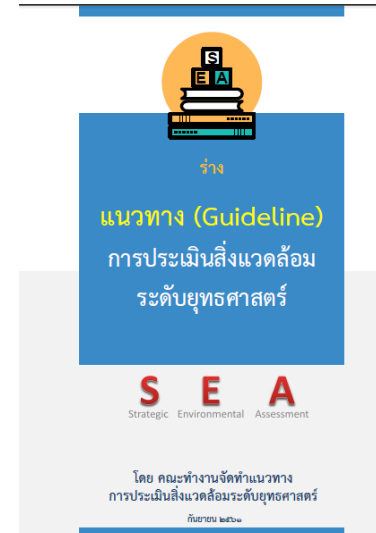 S
E A
ร่าง
แนวทาง (Guideline)
การประเมินสิ่งแวดล้อม
ระดับยุทธศาสตร์
S E A
Strategic Environmental Assessment
โดย คณะทำงานจัดทำแนวทาง
การประเมินสิ่งแวดล้อมระดับยุทธศาสตร์
กันยายน ๒๕๖๑